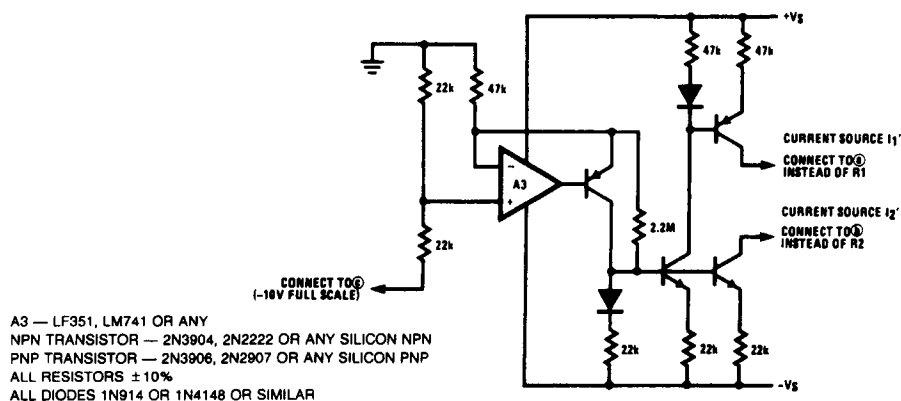 +Vs
47k
47k
22k
47k
CURRENT SOURCE I1'
CONNECT TO ⓐ
INSTEAD OF R1
−
A3
+
CURRENT SOURCE I2'
2.2M
CONNECT TO ⓑ
INSTEAD OF R2
22k
CONNECT TO ⓒ
(−10V FULL SCALE)
22k
22k
22k
−Vs
A3 — LF351, LM741 OR ANY
NPN TRANSISTOR — 2N3904, 2N2222 OR ANY SILICON NPN
PNP TRANSISTOR — 2N3906, 2N2907 OR ANY SILICON PNP
ALL RESISTORS ±10%
ALL DIODES 1N914 OR 1N4148 OR SIMILAR